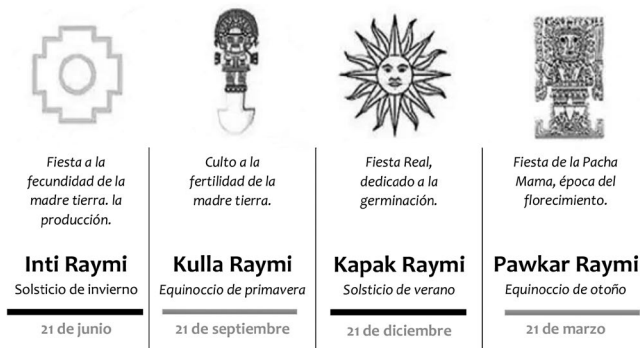 Fiesta a la
fecundidad de la
madre tierra. la
producción.
Inti Raymi
Solsticio de invierno
21 de junio
Culto a la
fertilidad de la
madre tierra.
Kulla Raymi
Equinoccio de primavera
21 de septiembre
Fiesta Real,
dedicado a la
germinación.
Kapak Raymi
Solsticio de verano
21 de diciembre
Fiesta de la Pacha
Mama, época del
florecimiento.
Pawkar Raymi
Equinoccio de otoño
21 de marzo